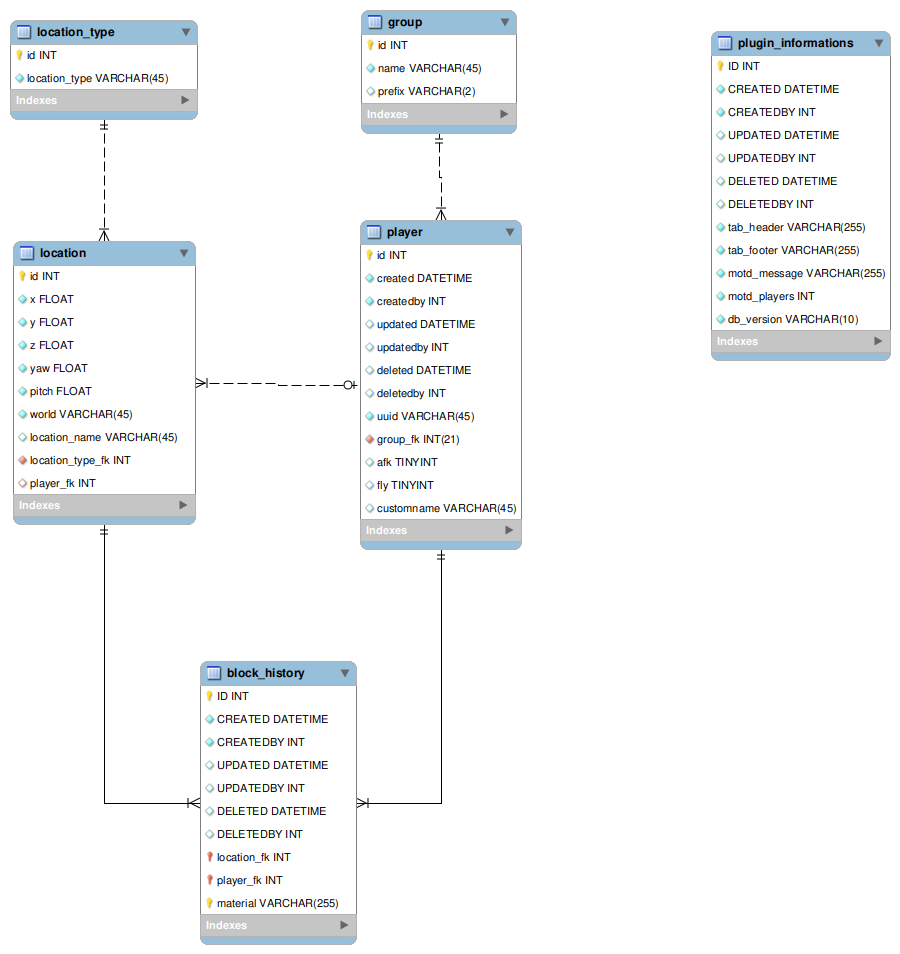 location_type
id INT
location_type VARCHAR(45)
Indexes
group
id INT
name VARCHAR(45)
prefix VARCHAR(2)
Indexes
plugin_informations
ID INT
CREATED DATETIME
CREATEDBY INT
UPDATED DATETIME
UPDATEDBY INT
DELETED DATETIME
DELETEDBY INT
tab_header VARCHAR(255)
tab_footer VARCHAR(255)
motd_message VARCHAR(255)
motd_players INT
db_version VARCHAR(10)
Indexes
location
id INT
x FLOAT
y FLOAT
z FLOAT
yaw FLOAT
pitch FLOAT
world VARCHAR(45)
location_name VARCHAR(45)
location_type_fk INT
player_fk INT
Indexes
player
id INT
created DATETIME
createdby INT
updated DATETIME
updatedby INT
deleted DATETIME
deletedby INT
uuid VARCHAR(45)
group_fk INT(21)
afk TINYINT
fly TINYINT
customname VARCHAR(45)
Indexes
block_history
ID INT
CREATED DATETIME
CREATEDBY INT
UPDATED DATETIME
UPDATEDBY INT
DELETED DATETIME
DELETEDBY INT
location_fk INT
player_fk INT
material VARCHAR(255)
Indexes